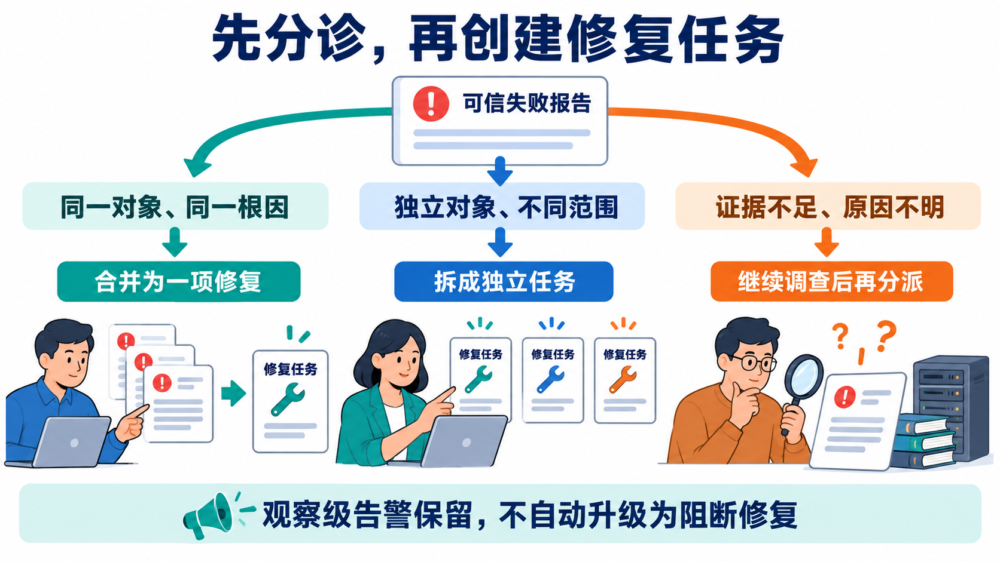 先分诊，再创建修复任务
可信失败报告
同一对象、同一根因
独立对象、不同范围
证据不足、原因不明
合并为一项修复
拆成独立任务
继续调查后再分派
修复任务
修复任务
修复任务
修复任务
观察级告警保留，不自动升级为阻断修复